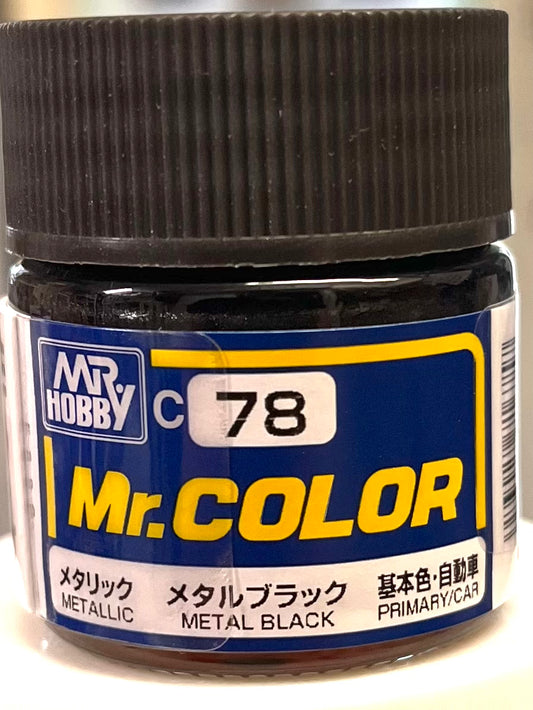 MR. HOBBY
C 78
Mr.COLOR
メタリック メタルブラック 基本色・自動車
METALLIC METAL BLACK PRIMARY/CAR